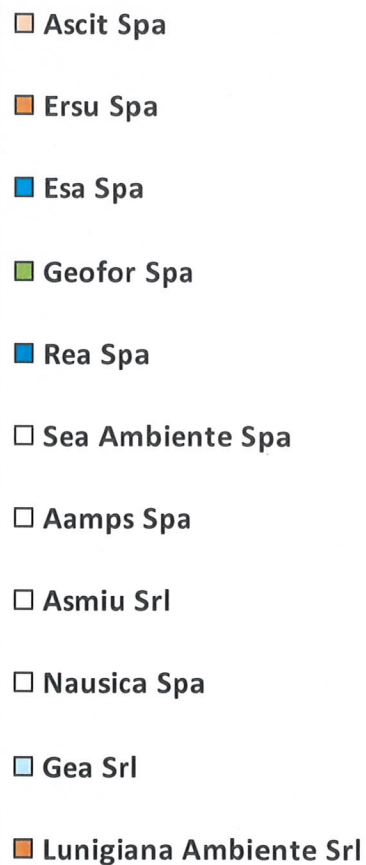 Ascit Spa
Ersu Spa
Esa Spa
Geofor Spa
Rea Spa
Sea Ambiente Spa
Aamps Spa
Asmiu Srl
Nausica Spa
Gea Srl
Lunigiana Ambiente Srl